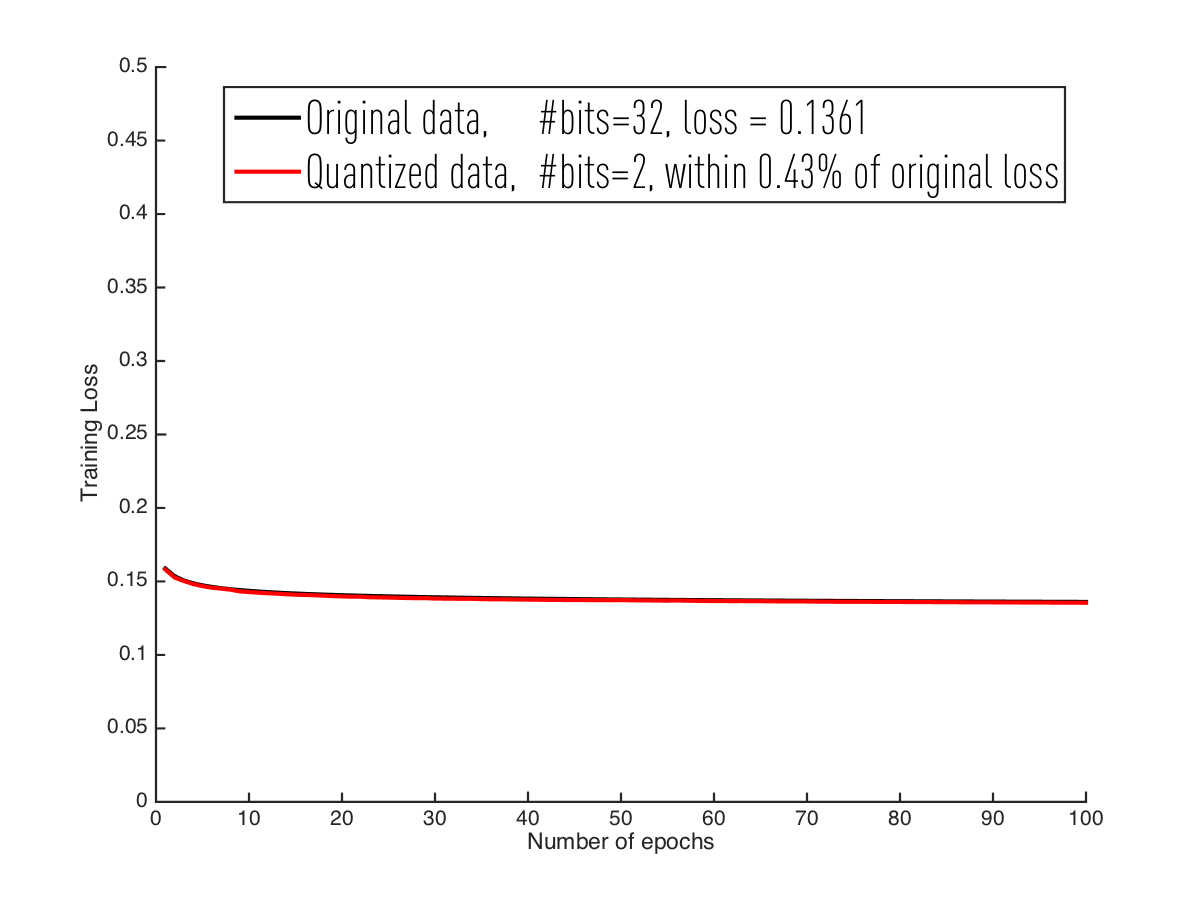 0.5
Original data, #bits=32, loss = 0.1361
0.45
Quantized data, #bits=2, within 0.43% of original loss
0.4
0.35
0.3
Training Loss
0.25
0.2
0.15
0.1
0.05
0
0 10 20 30 40 50 60 70 80 90 100
Number of epochs